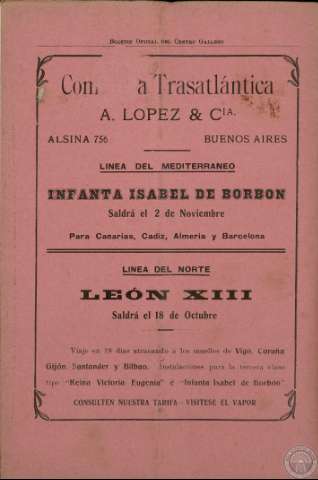 BOLETIN OFICIAL DEL CENTRO GALLEGO
Com a Trasatlántica
A. LOPEZ & CIA.
ALSINA 756 BUENOS AIRES
LINEA DEL MEDITERRANEO
INFANTA ISABEL DE BORBON
Saldrá el 2 de Noviembre
Para Canarias, Cadiz, Almeria y Barcelona
LINEA DEL NORTE
LEÓN XIII
Saldrá el 18 de Octubre
Viaje en 19 dias atracando a los muelles de Vigo, Coruña
Gijón Santander y Bilbao. Instalaciones para la tercera clase
tipo "Reina Victoria Eugenia" é "Infanta Isabel de Borbón"
CONSULTEN NUESTRA TARIFA - VISITESE EL VAPOR